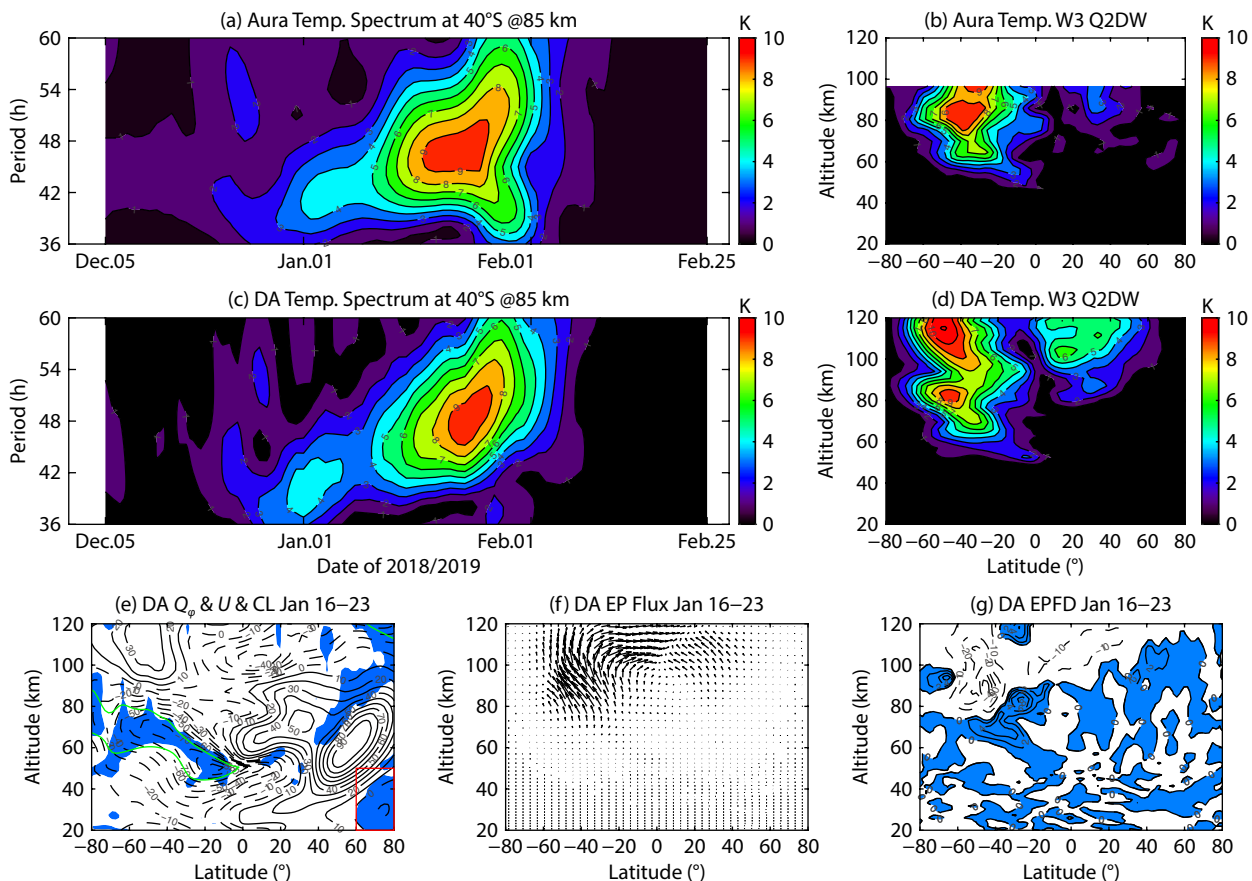 (a) Aura Temp. Spectrum at 40°S @85 km
K
(b) Aura Temp. W3 Q2DW
K
Period (h)
60
54
48
42
36
10
8
6
4
2
0
Altitude (km)
120
100
80
60
40
20
10
8
6
4
2
0
Dec.05
Jan.01
Feb.01
Feb.25
−80 −60 −40 −20 0 20 40 60 80
(c) DA Temp. Spectrum at 40°S @85 km
K
(d) DA Temp. W3 Q2DW
K
Period (h)
60
54
48
42
36
10
8
6
4
2
0
Altitude (km)
120
100
80
60
40
20
10
8
6
4
2
0
Dec.05
Jan.01
Feb.01
Feb.25
−80 −60 −40 −20 0 20 40 60 80
Date of 2018/2019
Latitude (°)
(e) DA Qφ & U & CL Jan 16−23
(f) DA EP Flux Jan 16−23
(g) DA EPFD Jan 16−23
Altitude (km)
120
100
80
60
40
20
Altitude (km)
120
100
80
60
40
20
Altitude (km)
120
100
80
60
40
20
−80 −60 −40 −20 0 20 40 60 80
−80 −60 −40 −20 0 20 40 60 80
−80 −60 −40 −20 0 20 40 60 80
Latitude (°)
Latitude (°)
Latitude (°)